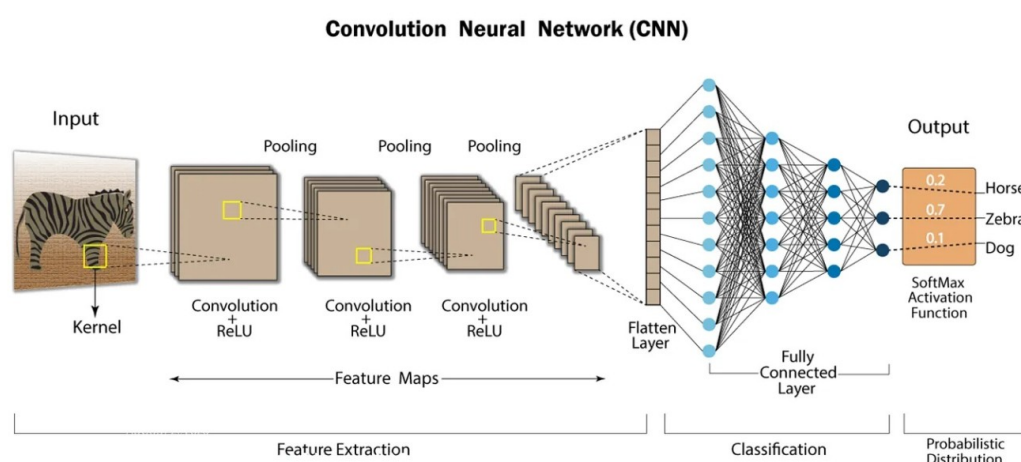 Convolution Neural Network (CNN)
Input
Pooling
Pooling
Pooling
Output
0.2
Horse
0.7
Zebra
0.1
Dog
Kernel
Convolution
+
ReLU
Convolution
+
ReLU
Convolution
+
ReLU
Flatten
Layer
SoftMax
Activation
Function
Fully
Connected
Layer
Feature Maps
Feature Extraction
Classification
Probabilistic
Distribution